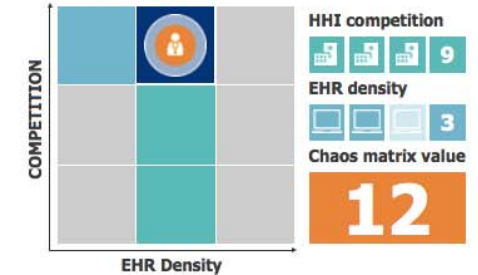 HHI competition
9
EHR density
3
Chaos matrix value
12
COMPETITION
EHR Density